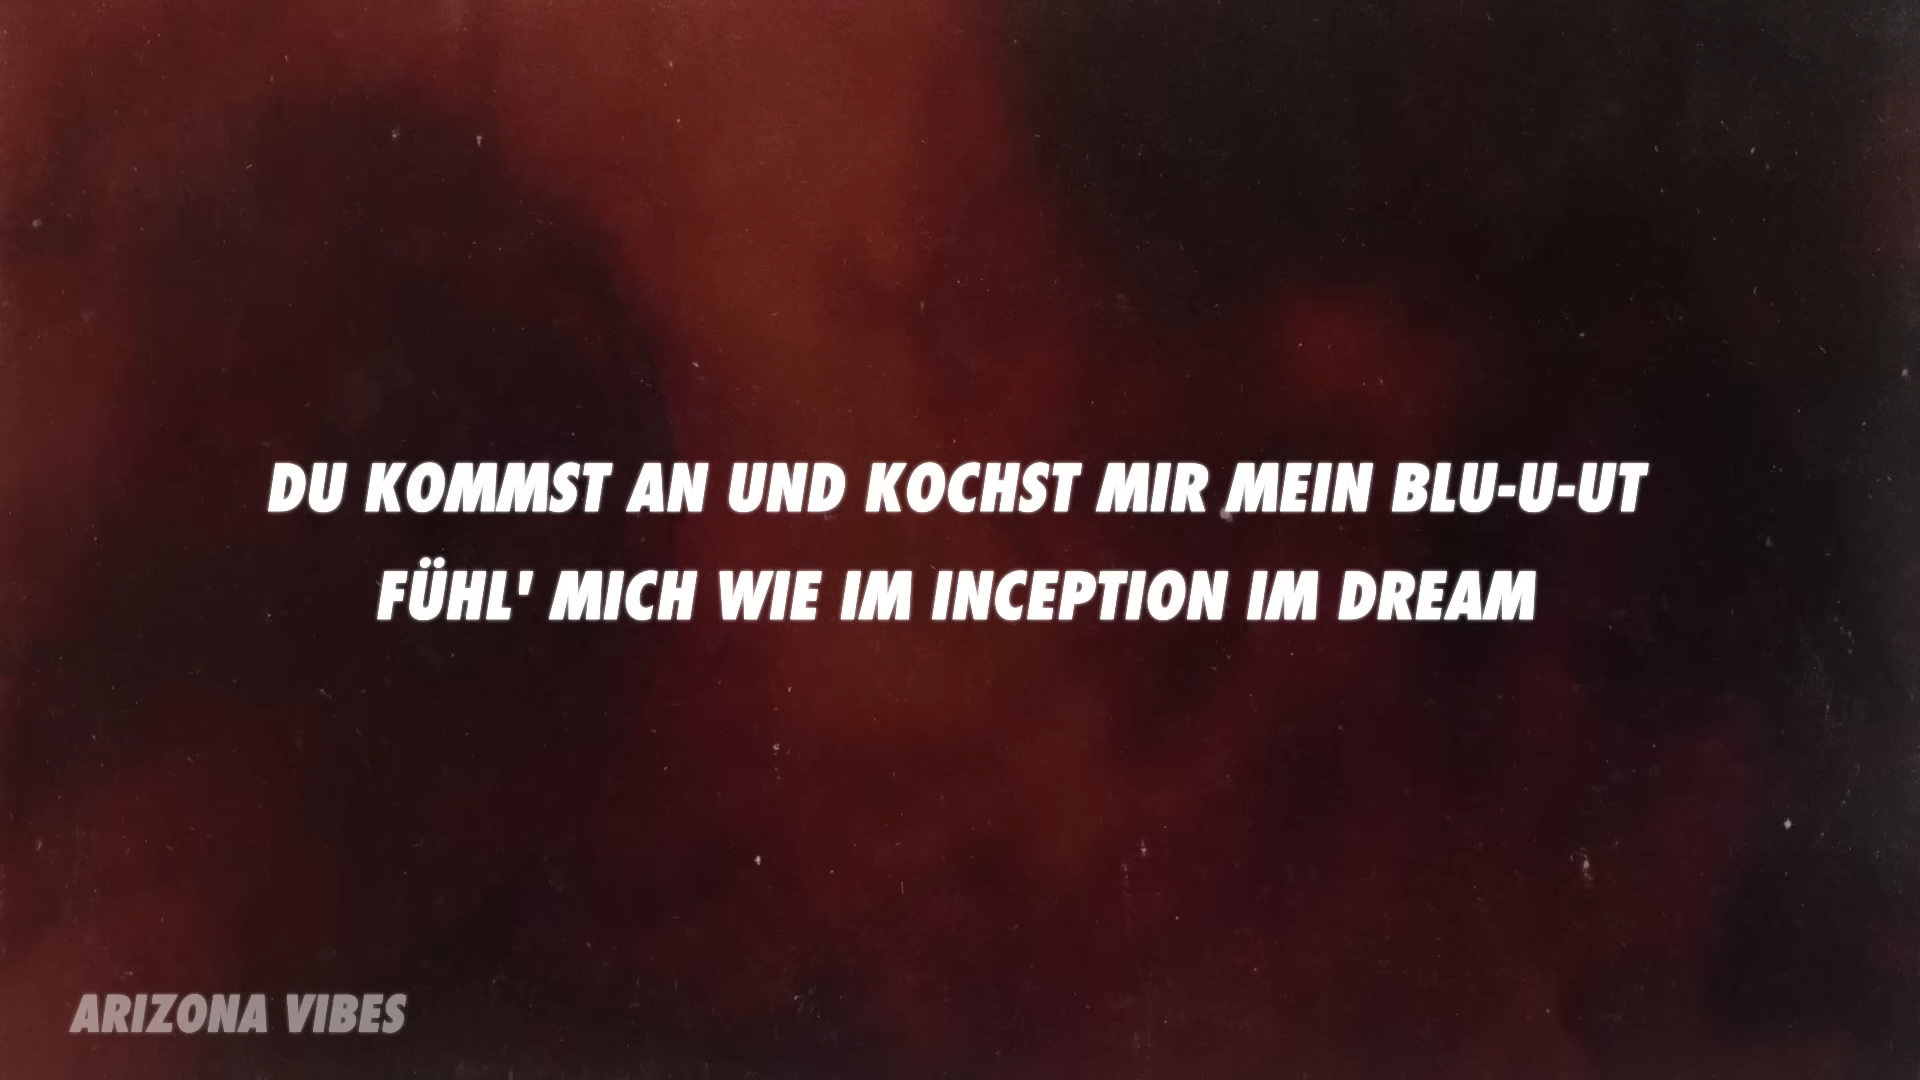 DU KOMMST AN UND KOCHST MIR MEIN BLU-U-UT
FÜHL' MICH WIE IM INCEPTION IM DREAM
ARIZONA VIBES